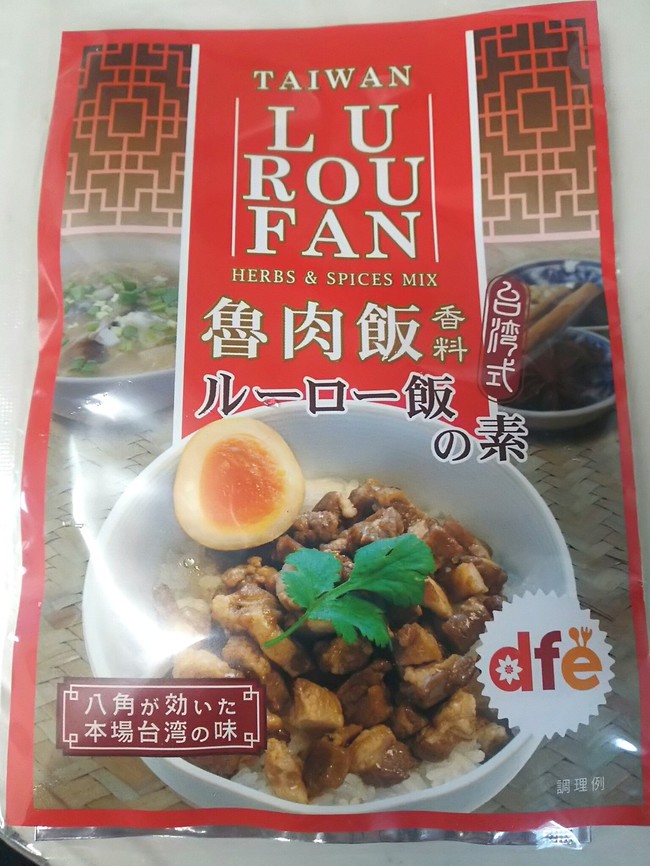 TAIWAN
LU
ROU
FAN
HERBS & SPICES MIX
魯肉飯
香料
台湾式
ルーロー飯
の素
dfe
八角が効いた
本場台湾の味
調理例